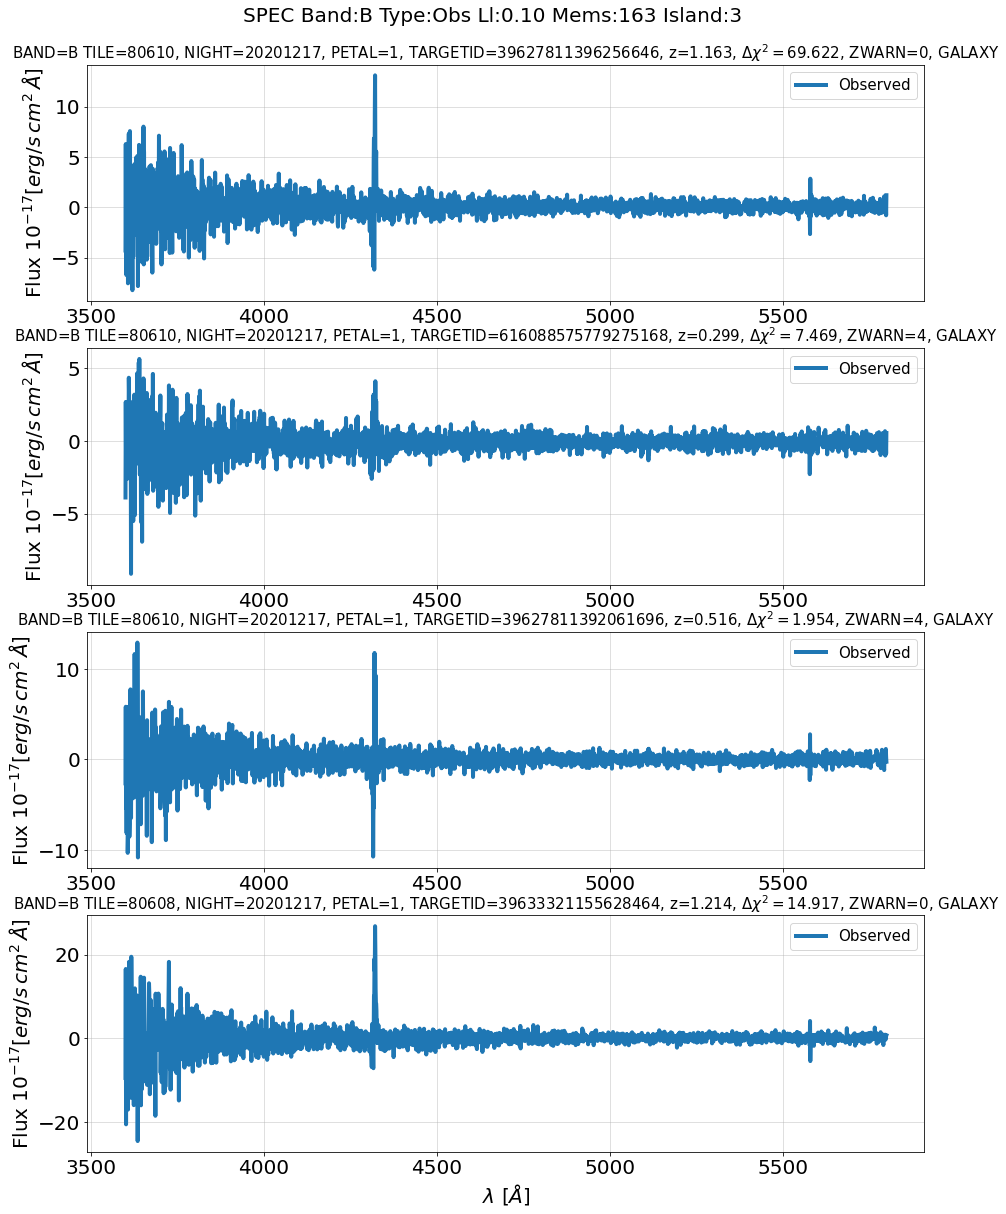 SPEC Band:B Type:Obs Ll:0.10 Mems:163 Island:3
BAND=B TILE=80610, NIGHT=20201217, PETAL=1, TARGETID=39627811396256646, z=1.163, Δχ² = 69.622, ZWARN=0, GALAXY
Flux 10⁻¹⁷[erg/s cm² Å]
10
5
0
−5
Observed
3500 4000 4500 5000 5500
BAND=B TILE=80610, NIGHT=20201217, PETAL=1, TARGETID=616088575779275168, z=0.299, Δχ² = 7.469, ZWARN=4, GALAXY
Flux 10⁻¹⁷[erg/s cm² Å]
5
0
−5
Observed
3500 4000 4500 5000 5500
BAND=B TILE=80610, NIGHT=20201217, PETAL=1, TARGETID=39627811392061696, z=0.516, Δχ² = 1.954, ZWARN=4, GALAXY
Flux 10⁻¹⁷[erg/s cm² Å]
10
0
−10
Observed
3500 4000 4500 5000 5500
BAND=B TILE=80608, NIGHT=20201217, PETAL=1, TARGETID=39633321155628464, z=1.214, Δχ² = 14.917, ZWARN=0, GALAXY
Flux 10⁻¹⁷[erg/s cm² Å]
20
0
−20
Observed
3500 4000 4500 5000 5500
λ [Å]